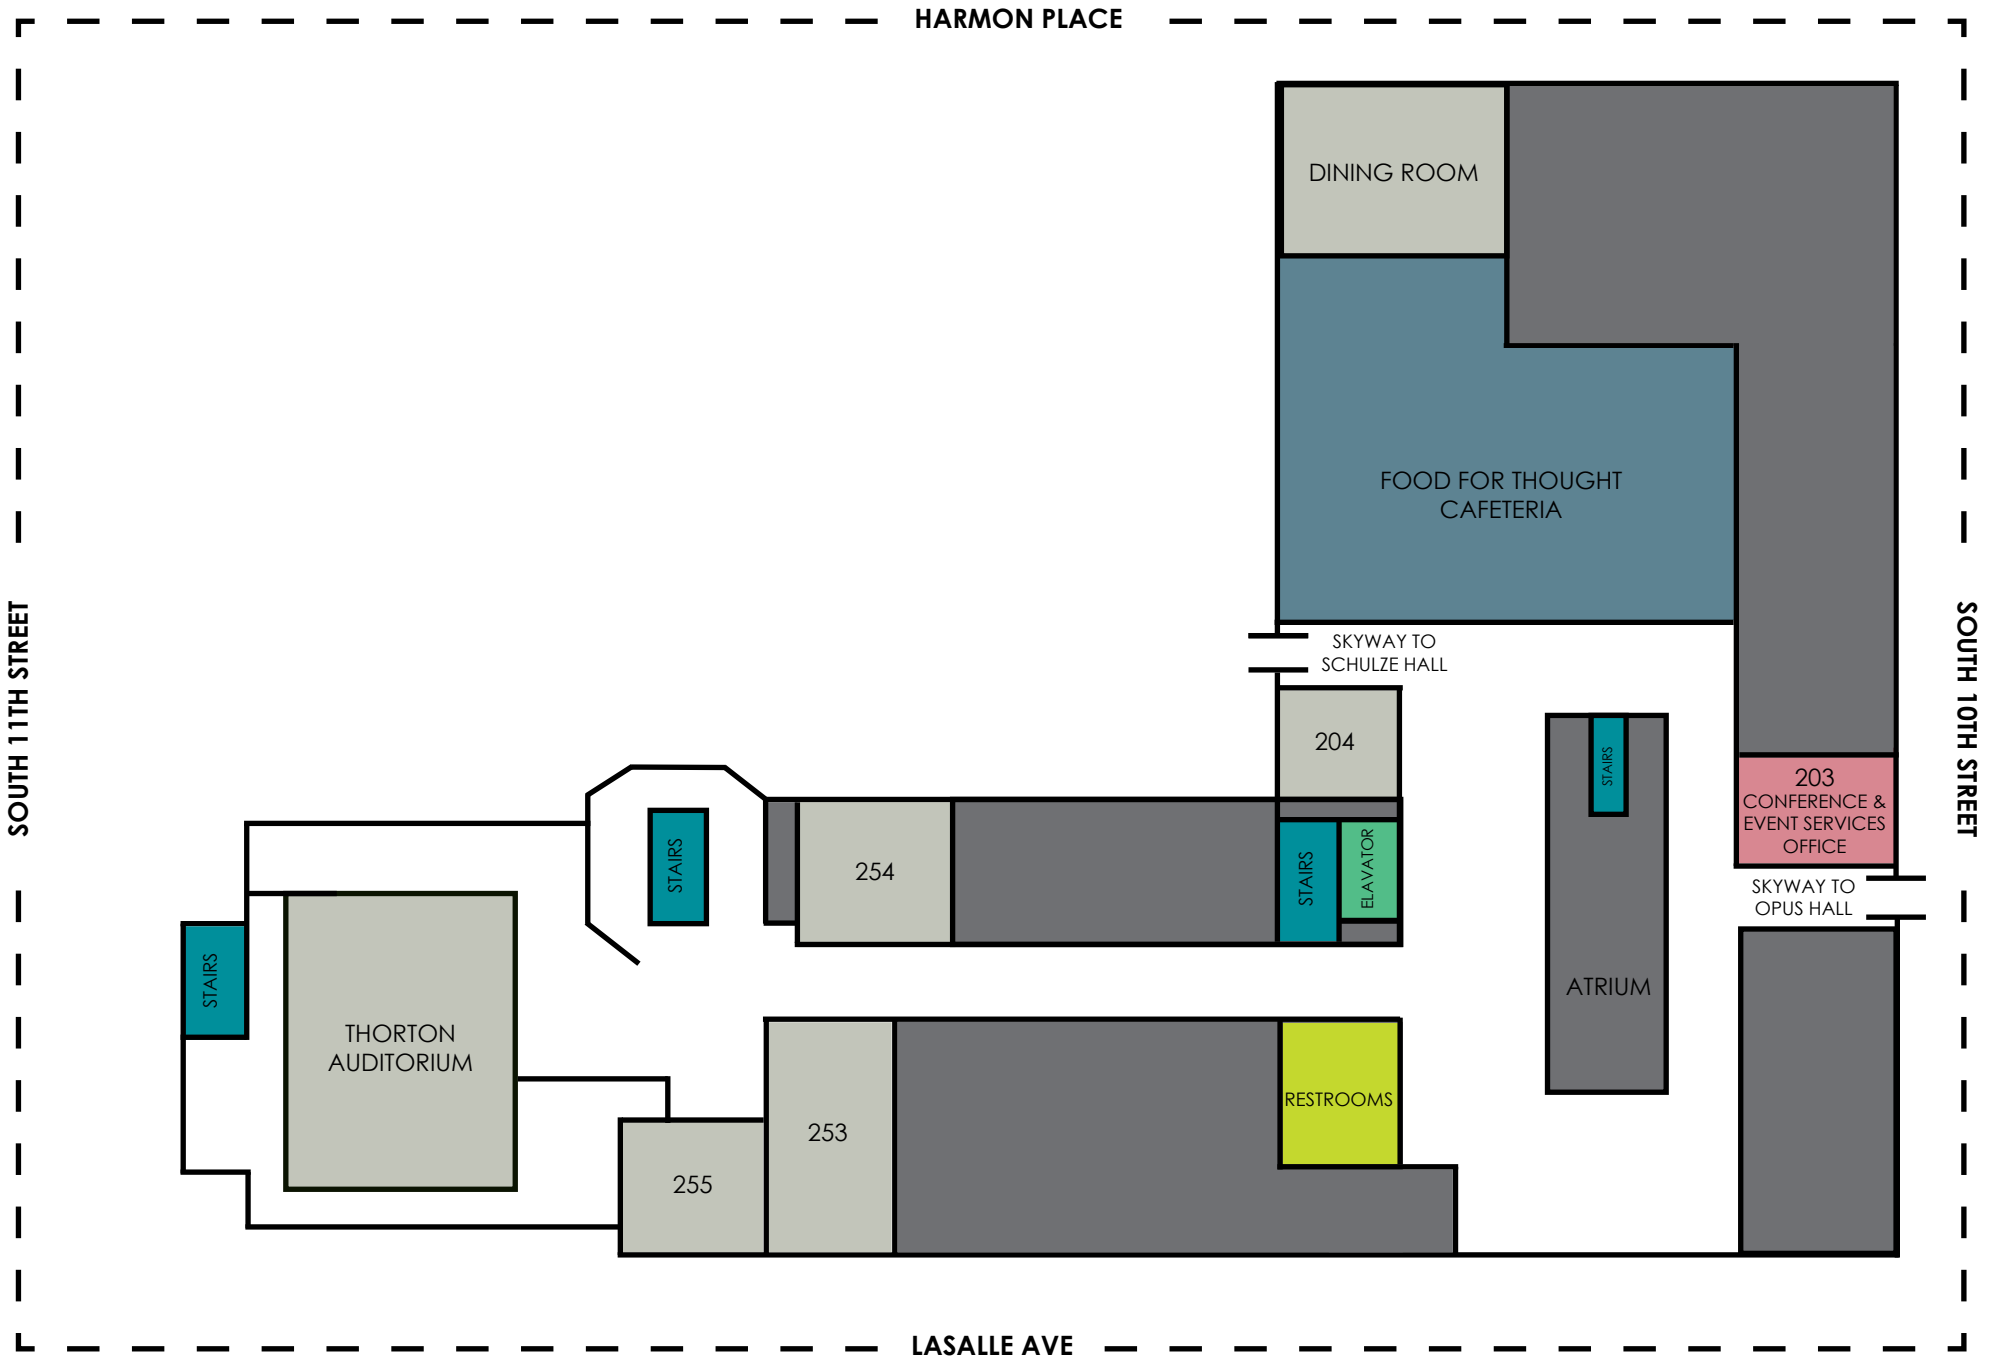 HARMON PLACE
DINING ROOM
FOOD FOR THOUGHT
CAFETERIA
SOUTH 11TH STREET
SOUTH 10TH STREET
SKYWAY TO
SCHULZE HALL
204
STAIRS
203
CONFERENCE &
EVENT SERVICES
OFFICE
STAIRS
254
STAIRS
ELAVATOR
SKYWAY TO
OPUS HALL
STAIRS
ATRIUM
THORTON
AUDITORIUM
RESTROOMS
253
255
LASALLE AVE